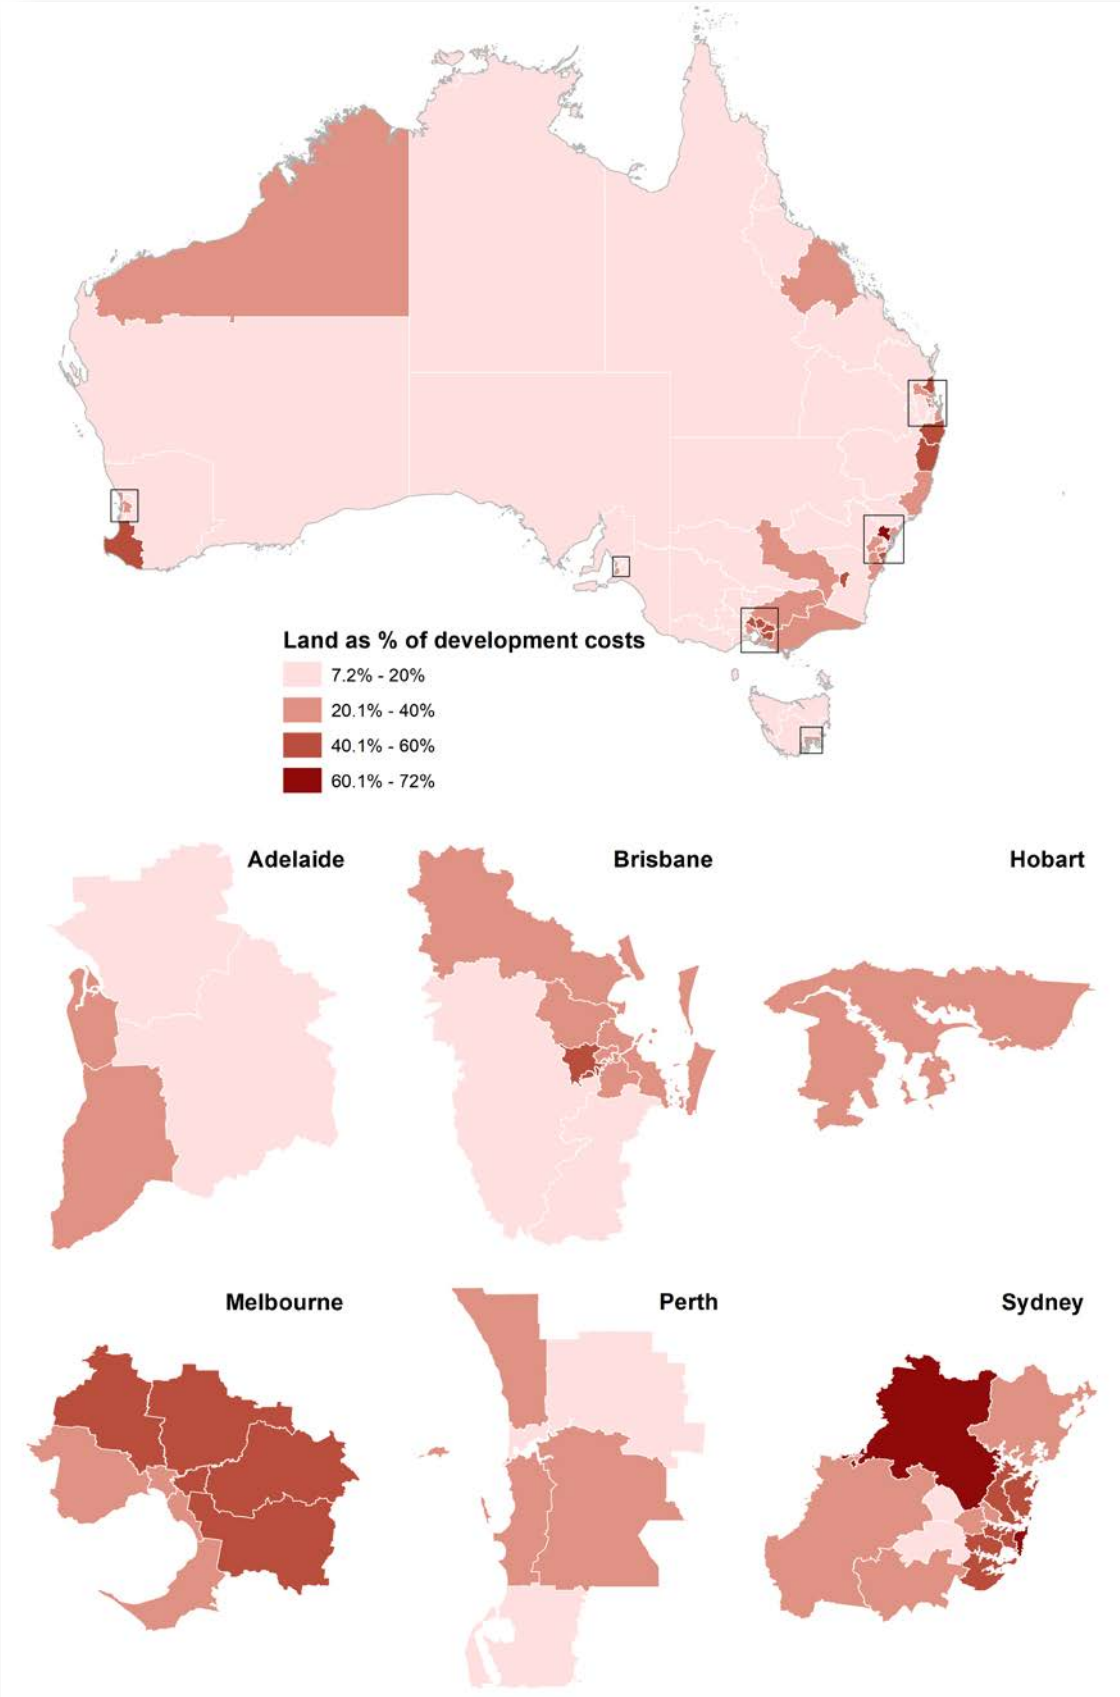 Land as % of development costs
7.2% - 20%
20.1% - 40%
40.1% - 60%
60.1% - 72%
Adelaide
Brisbane
Hobart
Melbourne
Perth
Sydney